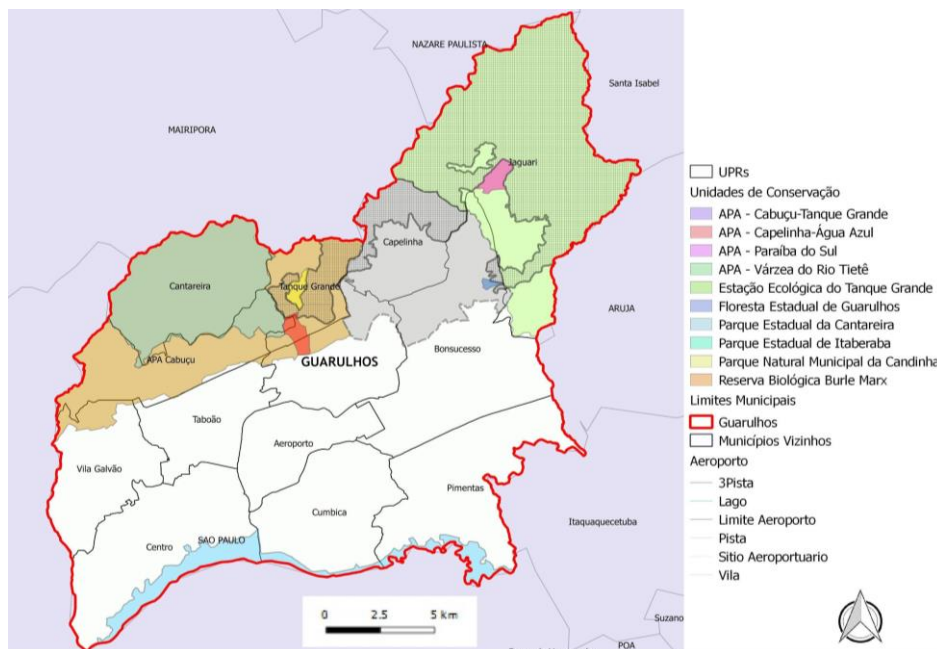 NAZARE PAULISTA
Santa Isabel
MAIRIPORA
Jaguari
Capelinha
Cantareira
Tanque Grande
ARUJA
APA Cabuçu
GUARULHOS
Bonsucesso
Taboão
Aeroporto
Vila Galvão
Pimentas
Cumbica
Itaquaquecetuba
Centro
SAO PAULO
0 2.5 5 km
Suzano
POA
UPRs
Unidades de Conservação
APA - Cabuçu-Tanque Grande
APA - Capelinha-Água Azul
APA - Paraíba do Sul
APA - Várzea do Rio Tietê
Estação Ecológica do Tanque Grande
Floresta Estadual de Guarulhos
Parque Estadual da Cantareira
Parque Estadual de Itaberaba
Parque Natural Municipal da Candinha
Reserva Biológica Burle Marx
Limites Municipais
Guarulhos
Municípios Vizinhos
Aeroporto
3Pista
Lago
Limite Aeroporto
Pista
Sitio Aeroportuario
Vila